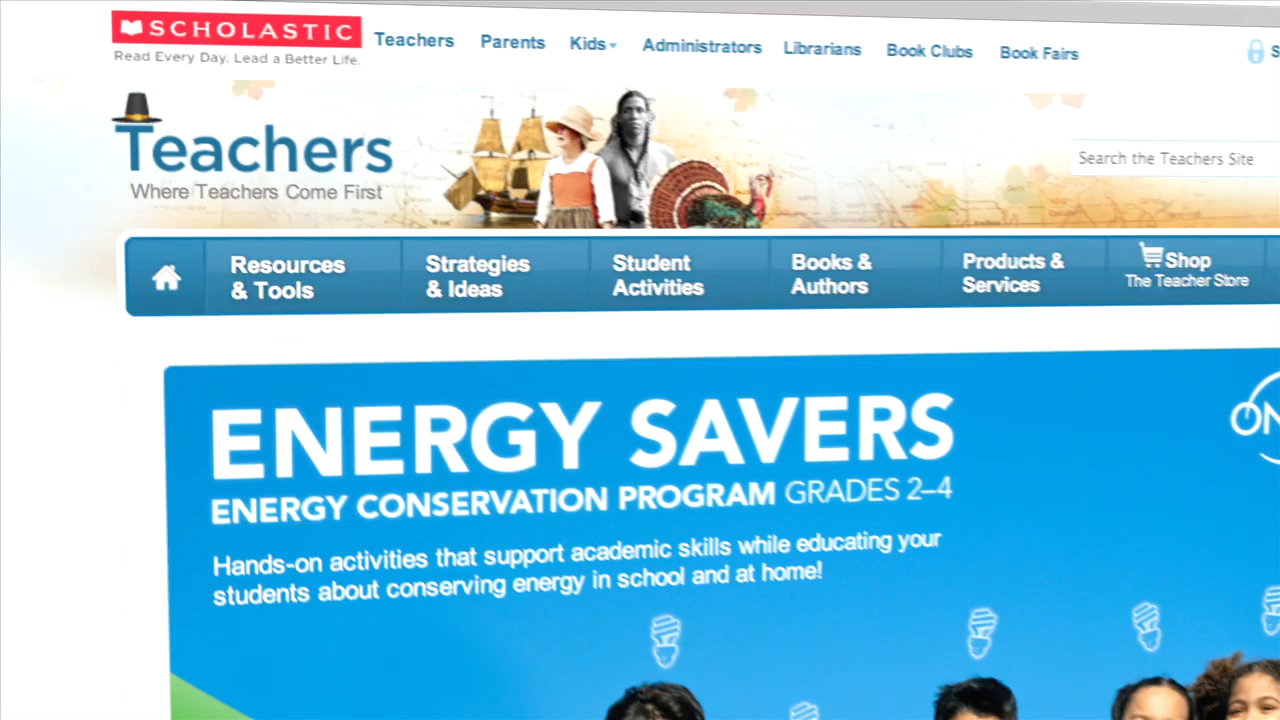 SCHOLASTIC
Read Every Day. Lead a Better Life.
Teachers Parents Kids Administrators Librarians Book Clubs Book Fairs
Teachers
Where Teachers Come First
Search the Teachers Site
Resources & Tools
Strategies & Ideas
Student Activities
Books & Authors
Products & Services
Shop
The Teacher Store
ENERGY SAVERS
ENERGY CONSERVATION PROGRAM GRADES 2–4
Hands-on activities that support academic skills while educating your
students about conserving energy in school and at home!